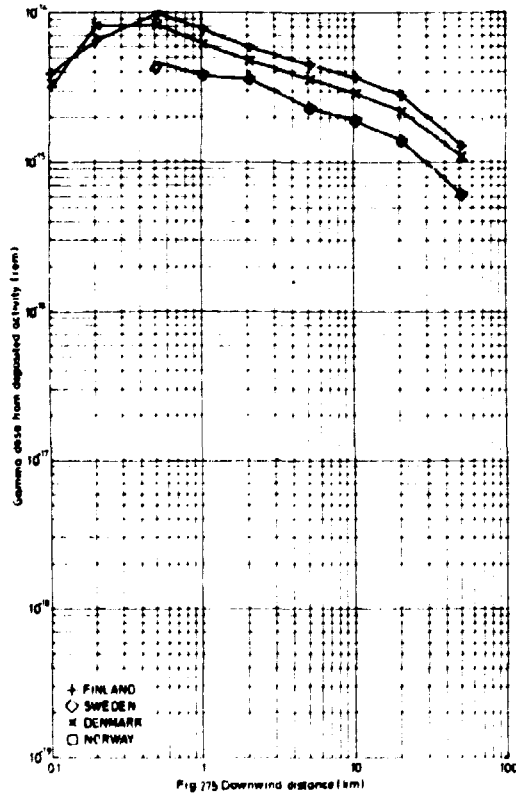 10⁻¹⁴
10⁻¹⁵
10⁻¹⁶
10⁻¹⁷
10⁻¹⁸
10⁻¹⁹
Gamma dose from deposited activity (rem)
+ FINLAND
◇ SWEDEN
× DENMARK
□ NORWAY
0.1 1 10 100
Fig 275 Downwind distance (km)